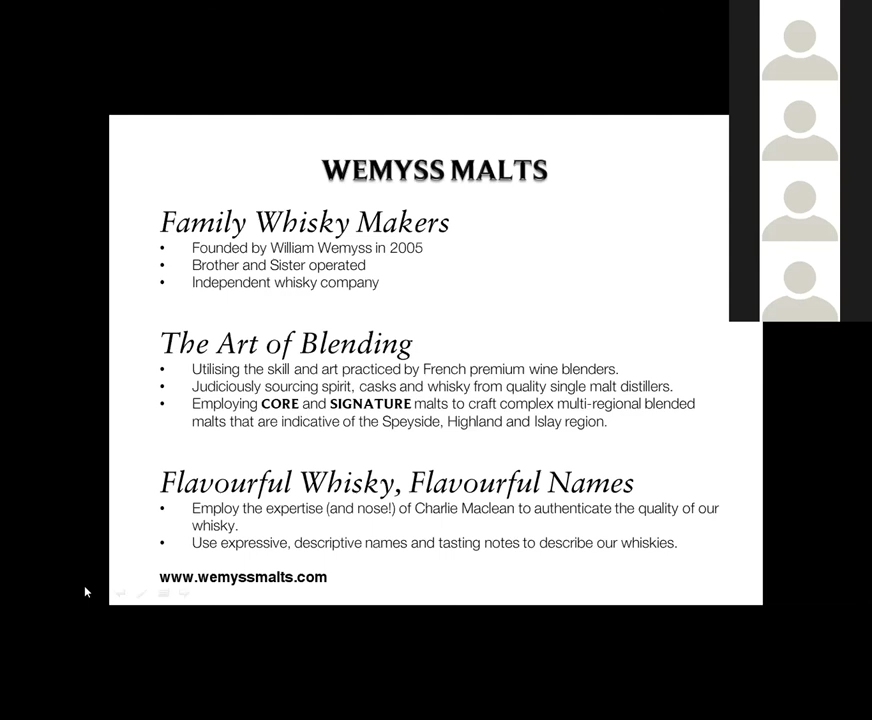 WEMYSS MALTS
Family Whisky Makers
• Founded by William Wemyss in 2005
• Brother and Sister operated
• Independent whisky company
The Art of Blending
• Utilising the skill and art practiced by French premium wine blenders.
• Judiciously sourcing spirit, casks and whisky from quality single malt distillers.
• Employing CORE and SIGNATURE malts to craft complex multi-regional blended
malts that are indicative of the Speyside, Highland and Islay region.
Flavourful Whisky, Flavourful Names
• Employ the expertise (and nose!) of Charlie Maclean to authenticate the quality of our
whisky.
• Use expressive, descriptive names and tasting notes to describe our whiskies.
www.wemyssmalts.com